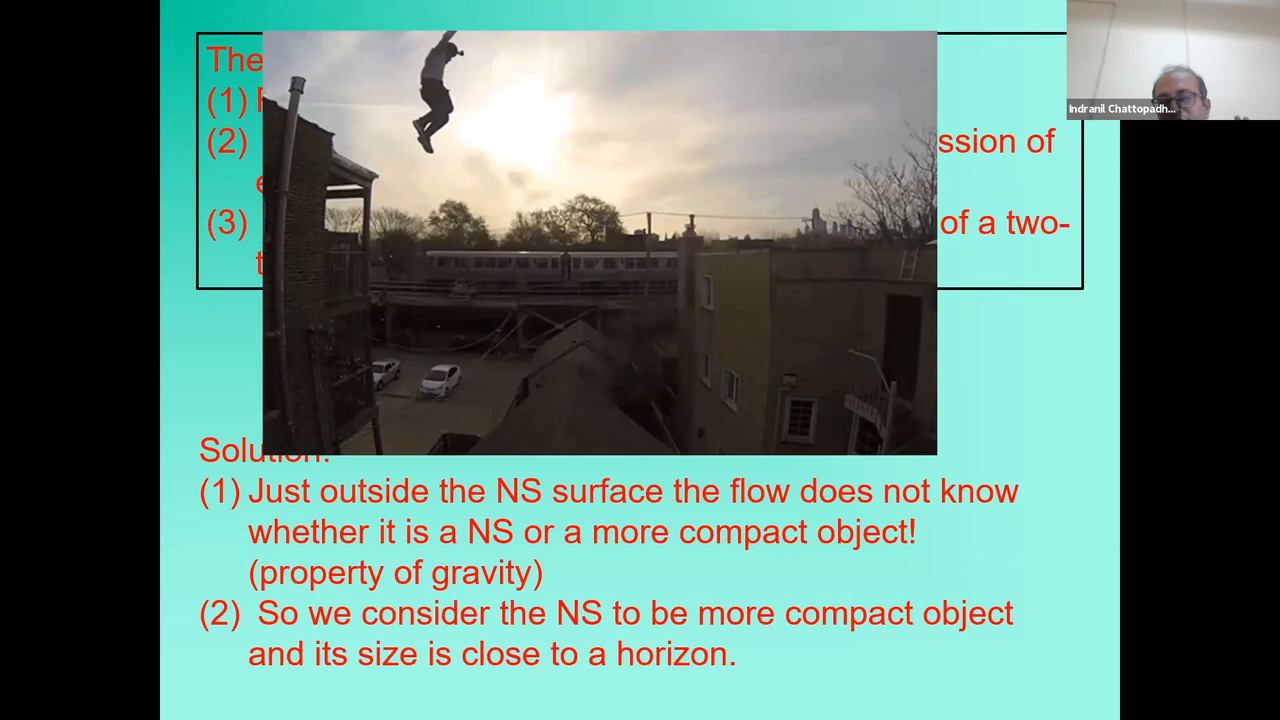 The
(1)
(2) ssion of
e
(3) of a two-
t
Solution:
(1) Just outside the NS surface the flow does not know
whether it is a NS or a more compact object!
(property of gravity)
(2) So we consider the NS to be more compact object
and its size is close to a horizon.
Indranil Chattopadh...